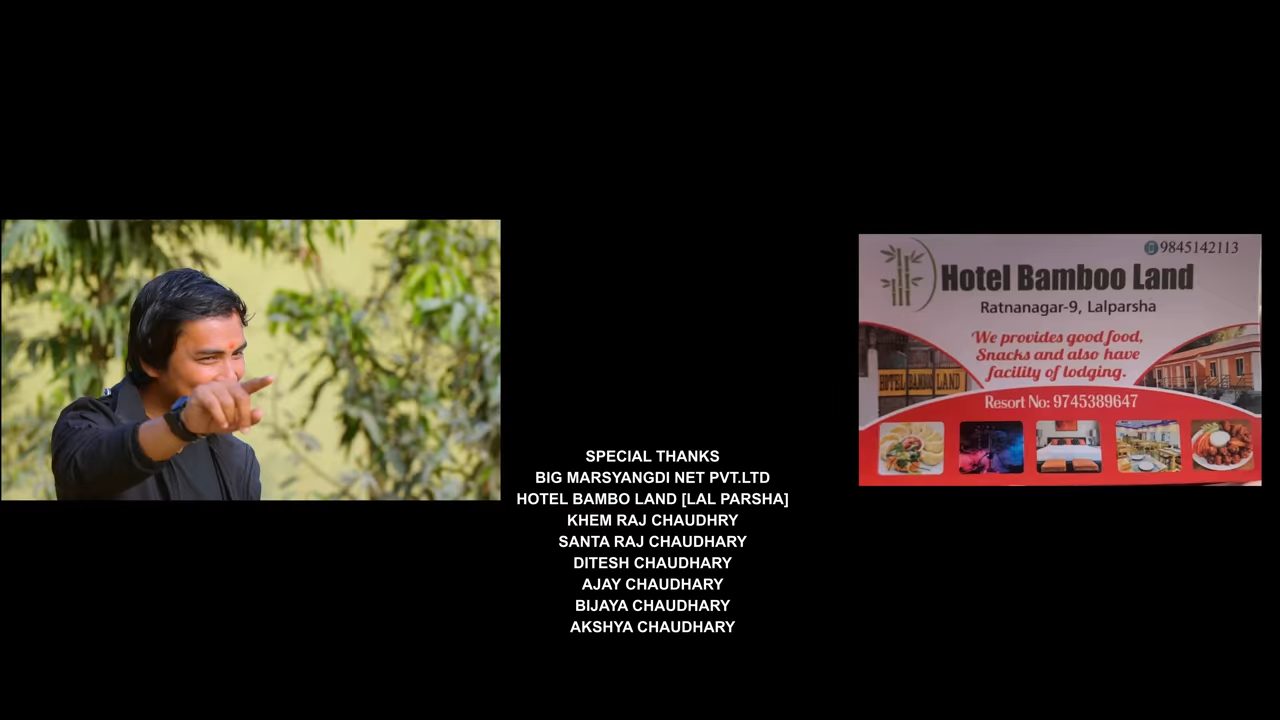 SPECIAL THANKS
BIG MARSYANGDI NET PVT.LTD
HOTEL BAMBO LAND [LAL PARSHA]
KHEM RAJ CHAUDHRY
SANTA RAJ CHAUDHARY
DITESH CHAUDHARY
AJAY CHAUDHARY
BIJAYA CHAUDHARY
AKSHYA CHAUDHARY
9845142113
Hotel Bamboo Land
Ratnanagar-9, Lalparsha
We provides good food,
Snacks and also have
facility of lodging.
HOTEL BAMBOO LAND
Resort No: 9745389647